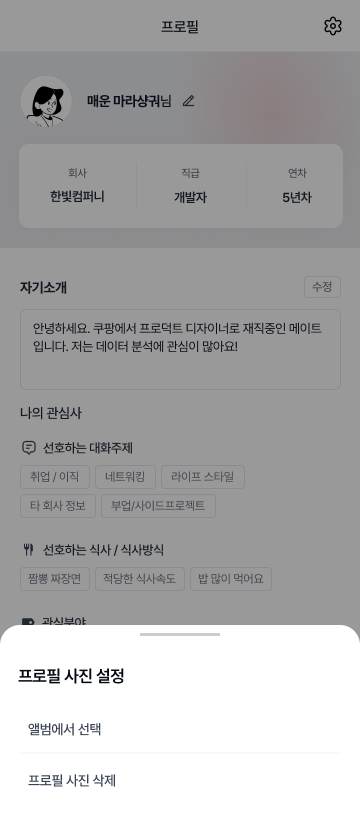 프로필
매운 마라샹궈님
회사
직급
연차
한빛컴퍼니
개발자
5년차
자기소개
수정
안녕하세요. 쿠팡에서 프로덕트 디자이너로 재직중인 메이트
입니다. 저는 데이터 분석에 관심이 많아요!
나의 관심사
선호하는 대화주제
취업 / 이직
네트워킹
라이프 스타일
타 회사 정보
부업/사이드프로젝트
선호하는 식사 / 식사방식
짬뽕 짜장면
적당한 식사속도
밥 많이 먹어요
관심분야
프로필 사진 설정
앨범에서 선택
프로필 사진 삭제